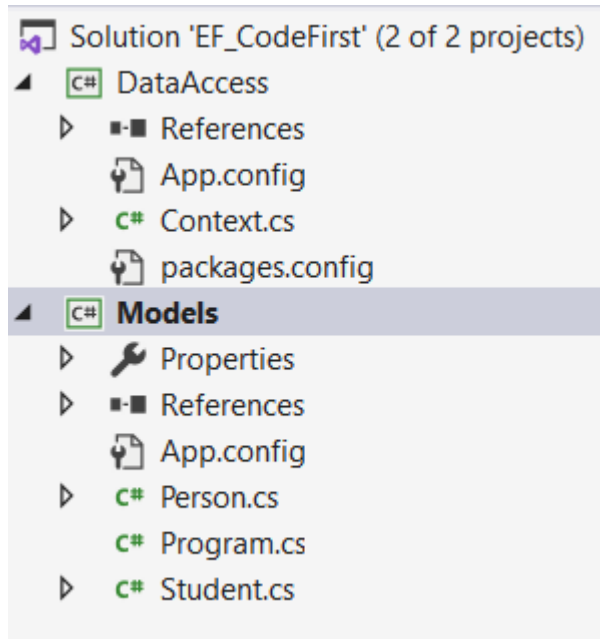 Solution 'EF_CodeFirst' (2 of 2 projects)
C# DataAccess
References
App.config
C# Context.cs
packages.config
C# Models
Properties
References
App.config
C# Person.cs
C# Program.cs
C# Student.cs